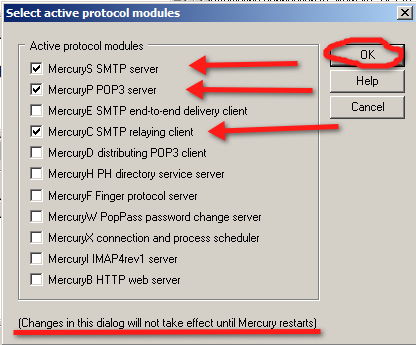 Select active protocol modules
Active protocol modules
MercuryS SMTP server
MercuryP POP3 server
MercuryE SMTP end-to-end delivery client
MercuryC SMTP relaying client
MercuryD distributing POP3 client
MercuryH PH directory service server
MercuryF Finger protocol server
MercuryW PopPass password change server
MercuryX connection and process scheduler
MercuryI IMAP4rev1 server
MercuryB HTTP web server
(Changes in this dialog will not take effect until Mercury restarts)
OK
Help
Cancel